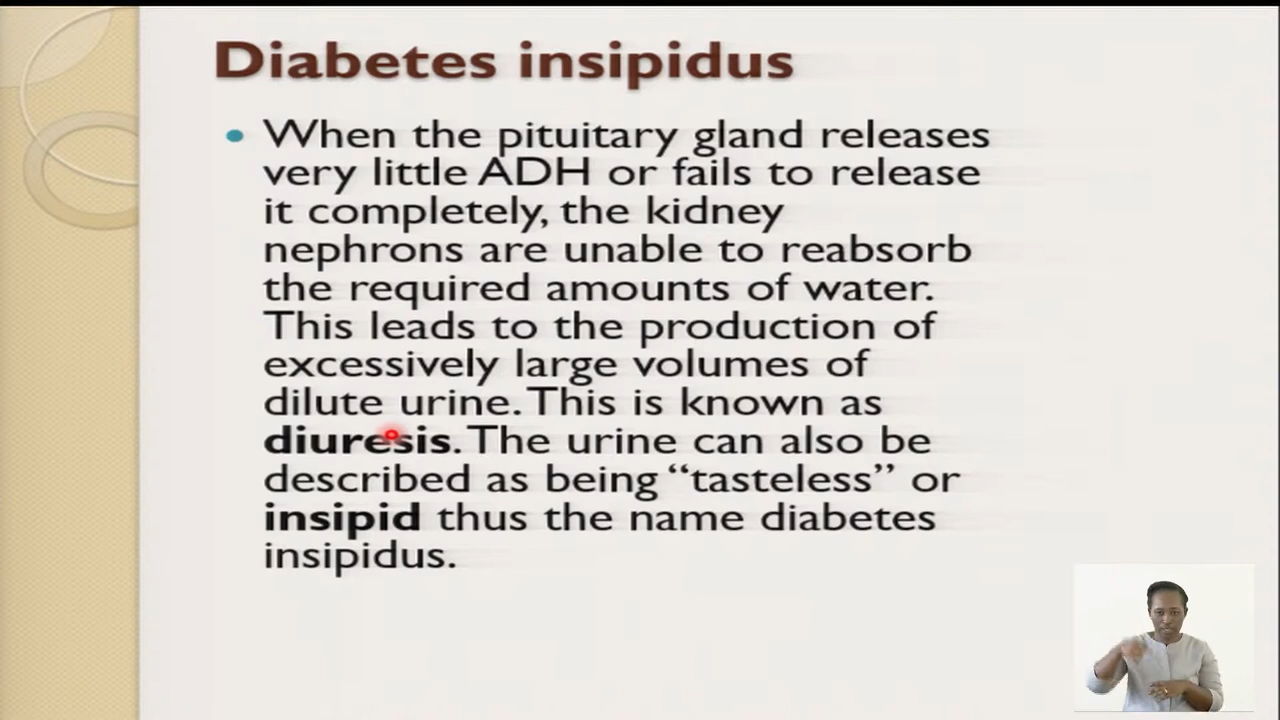 Diabetes insipidus
• When the pituitary gland releases
very little ADH or fails to release
it completely, the kidney
nephrons are unable to reabsorb
the required amounts of water.
This leads to the production of
excessively large volumes of
dilute urine. This is known as
diuresis. The urine can also be
described as being “tasteless” or
insipid thus the name diabetes
insipidus.